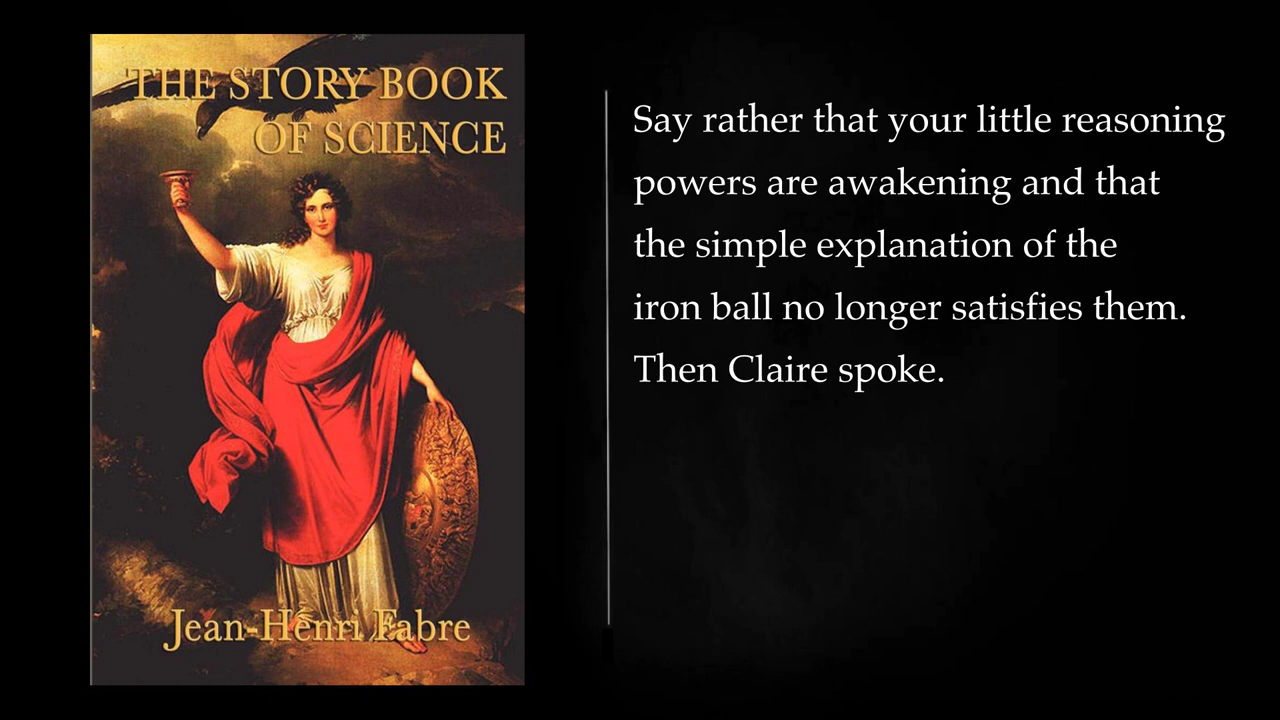 THE STORY BOOK
OF SCIENCE
Jean-Henri Fabre
Say rather that your little reasoning
powers are awakening and that
the simple explanation of the
iron ball no longer satisfies them.
Then Claire spoke.